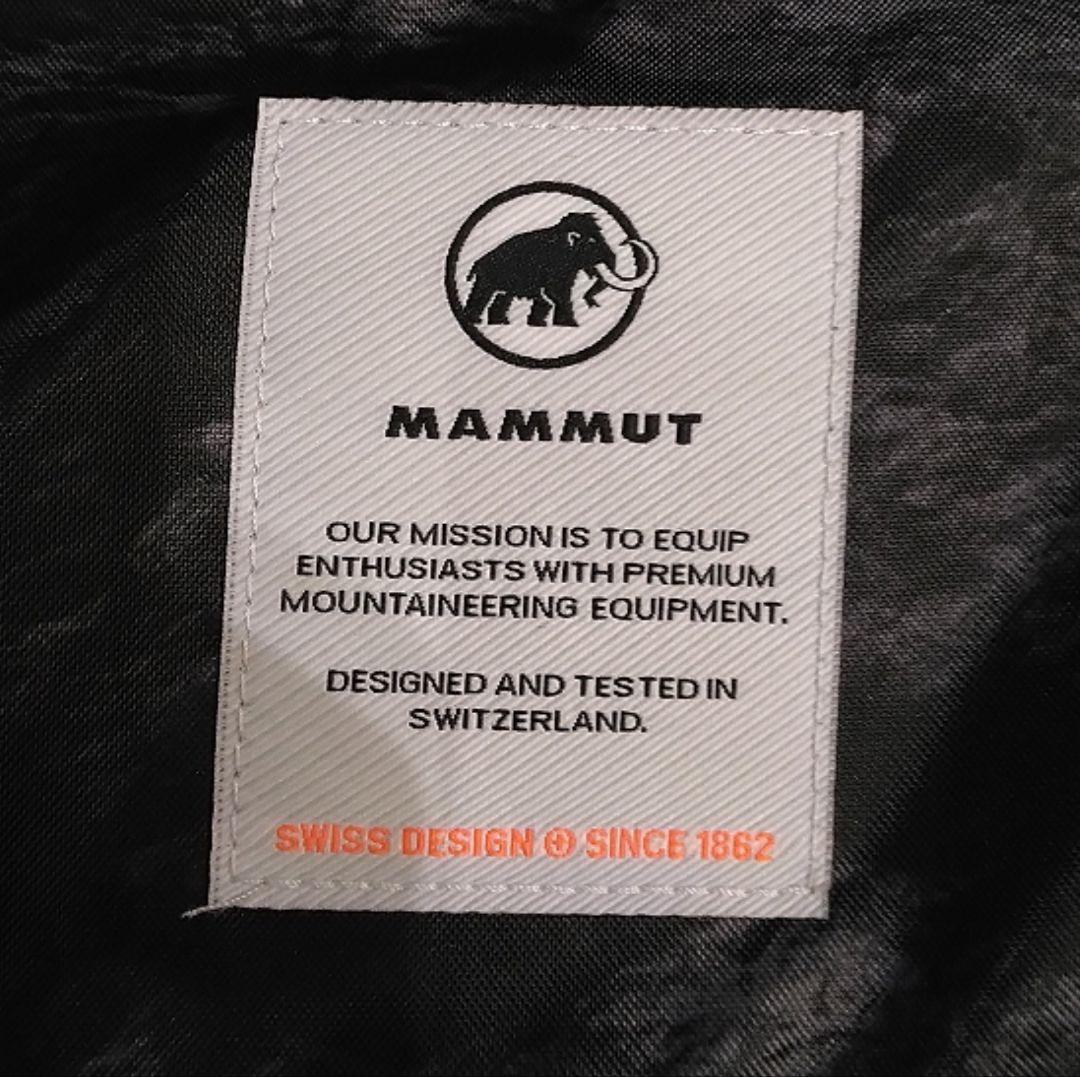 MAMMUT
OUR MISSION IS TO EQUIP
ENTHUSIASTS WITH PREMIUM
MOUNTAINEERING EQUIPMENT.
DESIGNED AND TESTED IN
SWITZERLAND.
SWISS DESIGN SINCE 1862